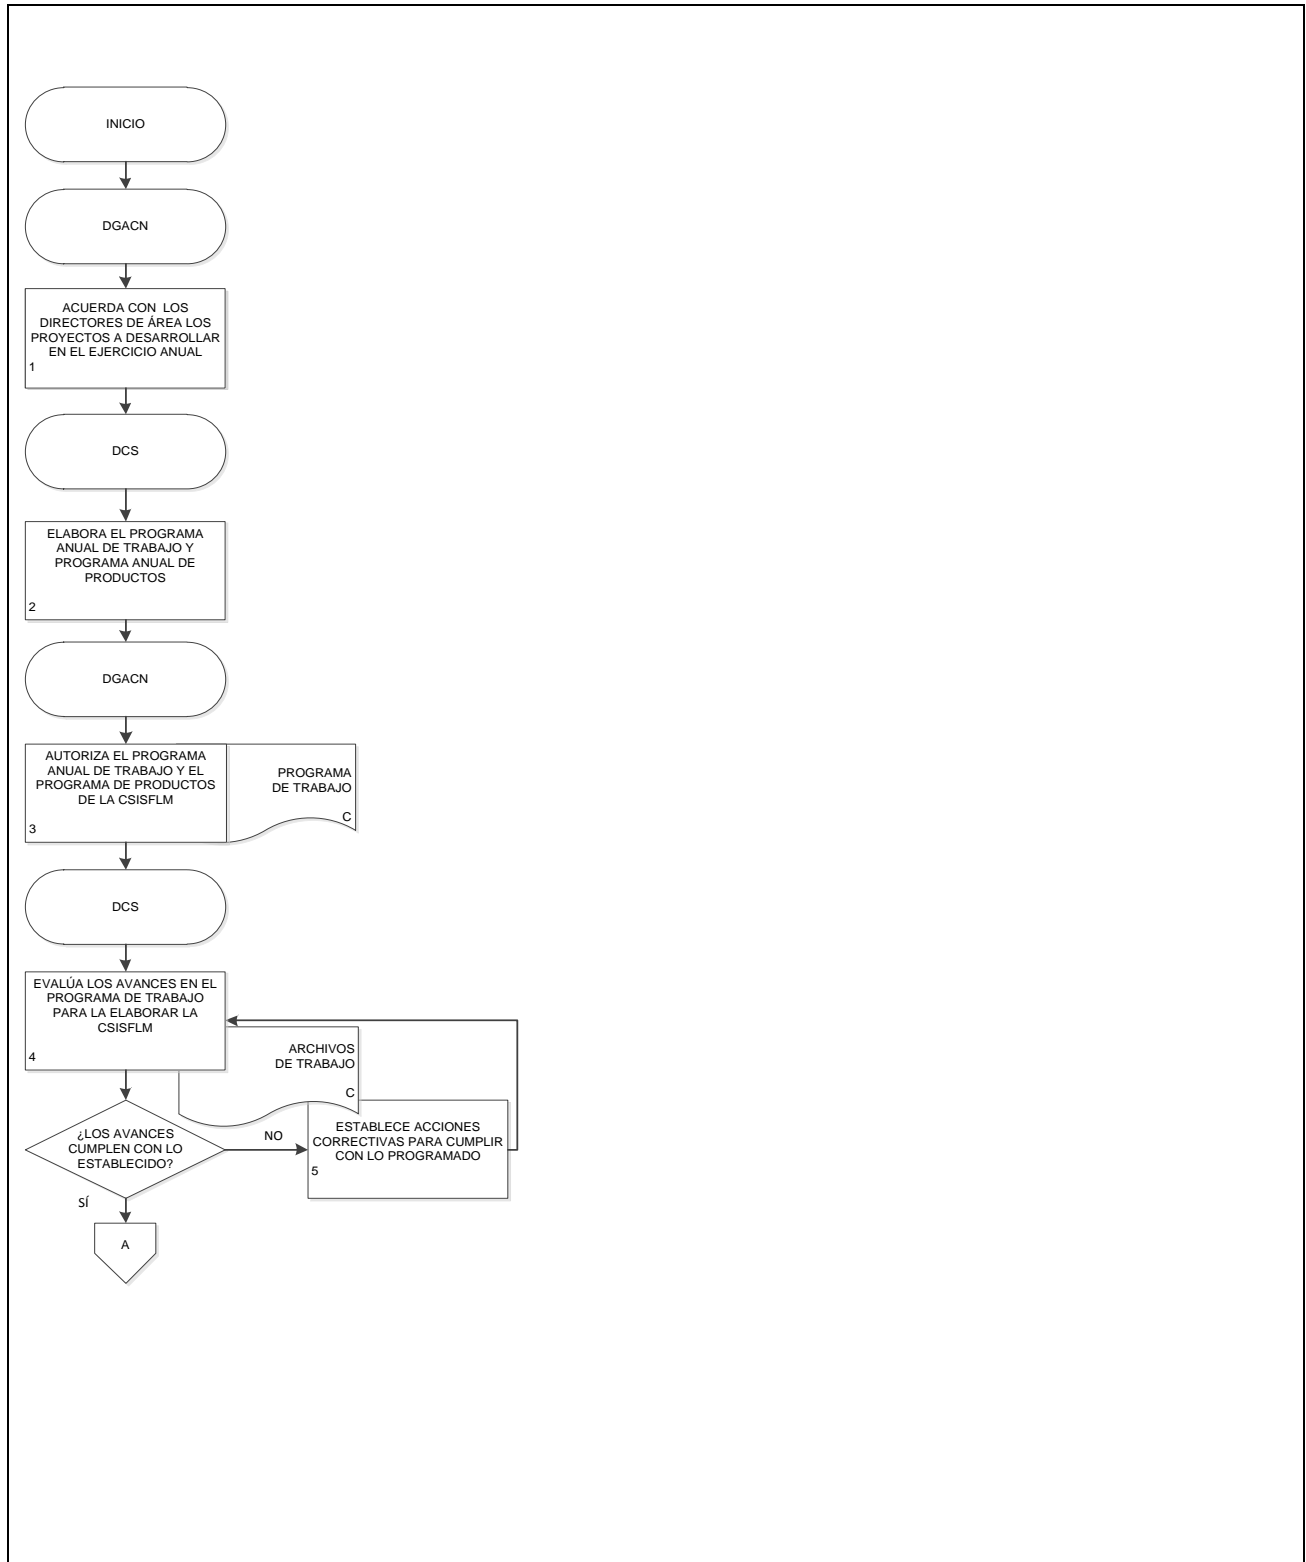 INICIO
DGACN
ACUERDA CON LOS
DIRECTORES DE ÁREA LOS
PROYECTOS A DESARROLLAR
EN EL EJERCICIO ANUAL
1
DCS
ELABORA EL PROGRAMA
ANUAL DE TRABAJO Y
PROGRAMA ANUAL DE
PRODUCTOS
2
DGACN
AUTORIZA EL PROGRAMA
ANUAL DE TRABAJO Y EL
PROGRAMA DE PRODUCTOS
DE LA CSISFLM
3
PROGRAMA
DE TRABAJO
C
DCS
EVALÚA LOS AVANCES EN EL
PROGRAMA DE TRABAJO
PARA LA ELABORAR LA
CSISFLM
4
ARCHIVOS
DE TRABAJO
C
¿LOS AVANCES
CUMPLEN CON LO
ESTABLECIDO?
NO
ESTABLECE ACCIONES
CORRECTIVAS PARA CUMPLIR
CON LO PROGRAMADO
5
SÍ
A